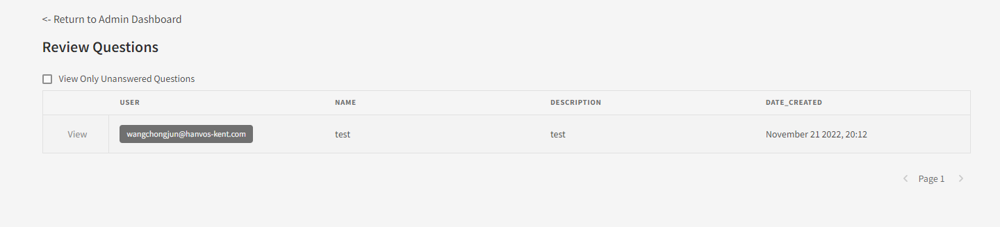 <- Return to Admin Dashboard
Review Questions
View Only Unanswered Questions
USER NAME DESCRIPTION DATE_CREATED
View wangchongjun@hanvos-kent.com test test November 21 2022, 20:12
Page 1